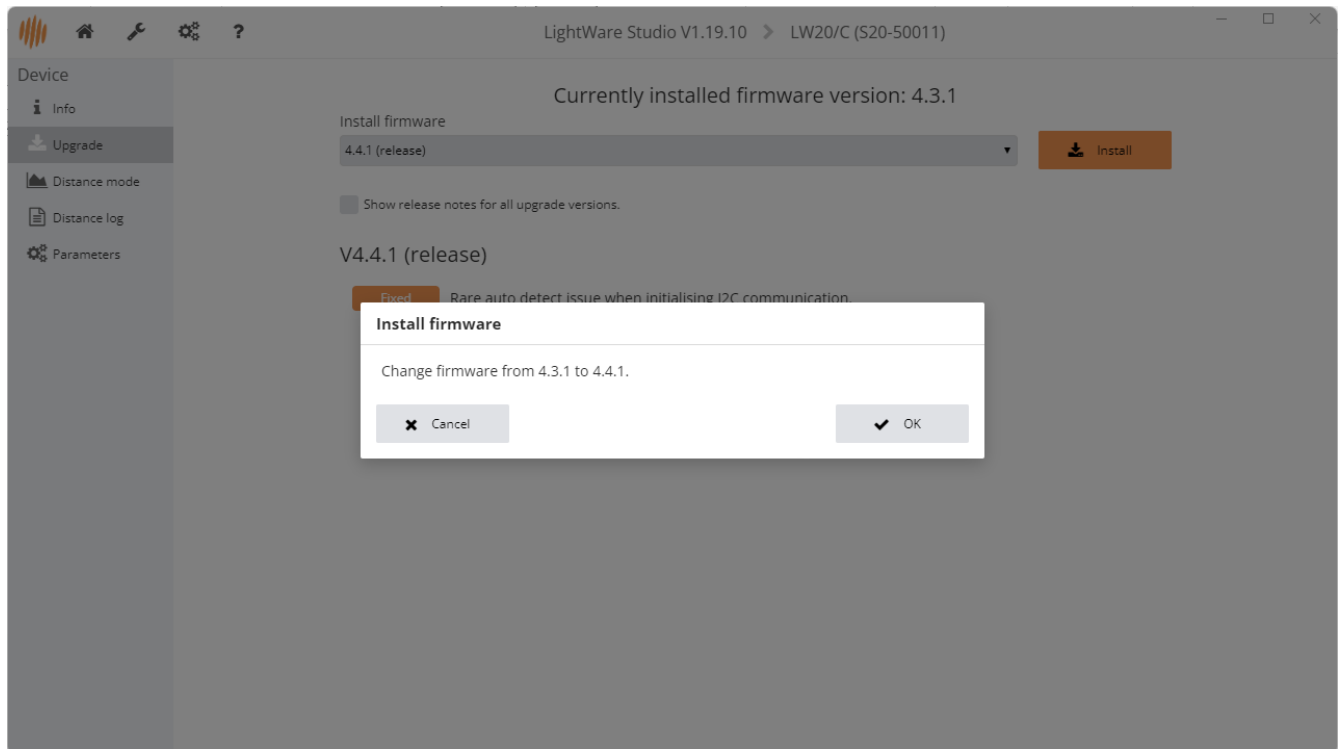 ?
LightWare Studio V1.19.10 > LW20/C (S20-50011)
Device
Info
Upgrade
Distance mode
Distance log
Parameters
Currently installed firmware version: 4.3.1
Install firmware
4.4.1 (release)
Install
Show release notes for all upgrade versions.
V4.4.1 (release)
Fixed Rare auto detect issue when initialising I2C communication.
Install firmware
Change firmware from 4.3.1 to 4.4.1.
Cancel
OK